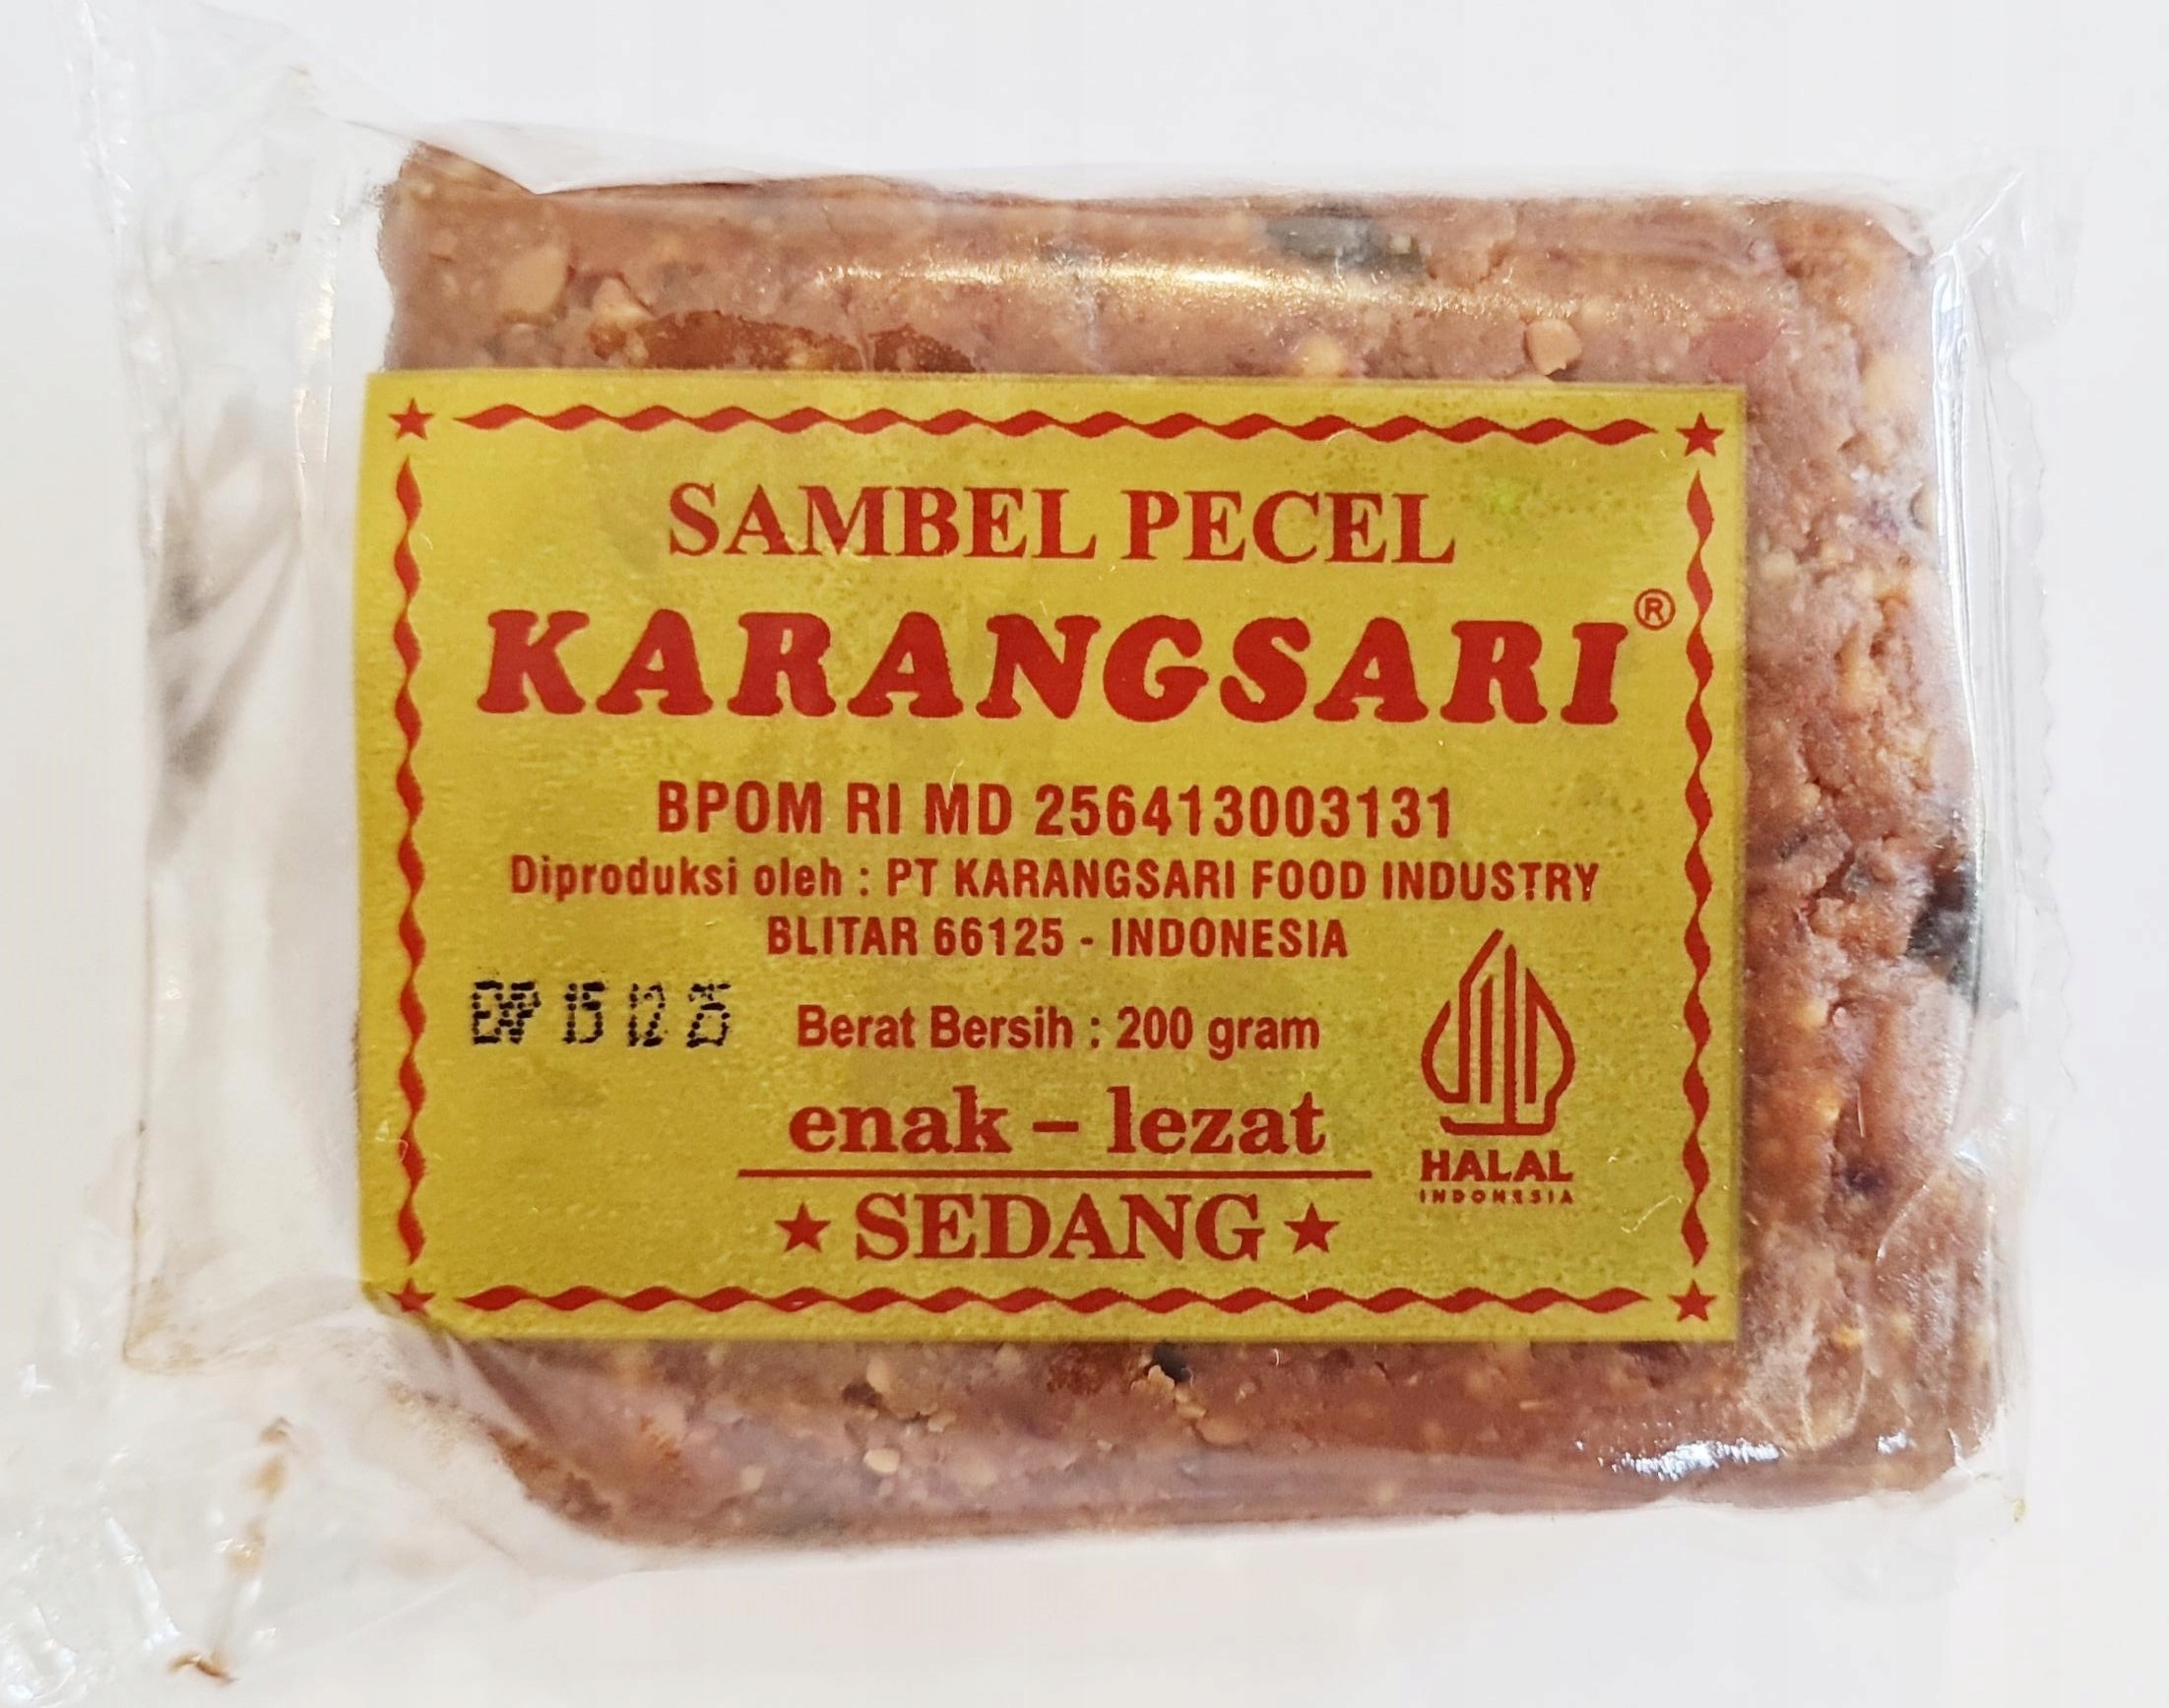 SAMBEL PECEL
KARANGSARI®
BPOM RI MD 256413003131
Diproduksi oleh : PT KARANGSARI FOOD INDUSTRY
BLITAR 66125 - INDONESIA
EXP 15 12 25
Berat Bersih : 200 gram
enak – lezat
★ SEDANG ★
HALAL
INDONESIA